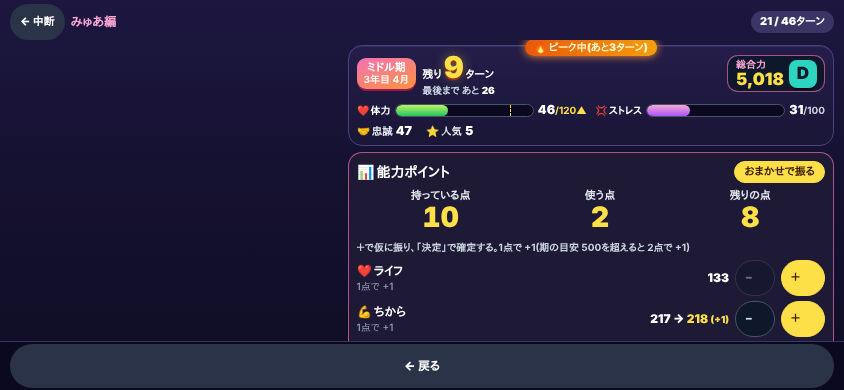 ← 中断 みゅあ編 21 / 46ターン
🔥 ピーク中(あと3ターン)
ミドル期
3年目 4月
残り 9 ターン
最後まで あと 26
総合力
5,018 D
❤️体力 46/120▲ 💢ストレス 31/100
🤝忠誠 47 ⭐人気 5
📊 能力ポイント おまかせで振る
持っている点 使う点 残りの点
10 2 8
＋で仮に振り、「決定」で確定する。1点で +1(期の目安 500を超えると 2点で +1)
❤️ ライフ 133 − ＋
1点で +1
💪 ちから 217 → 218 (+1) − ＋
1点で +1
← 戻る